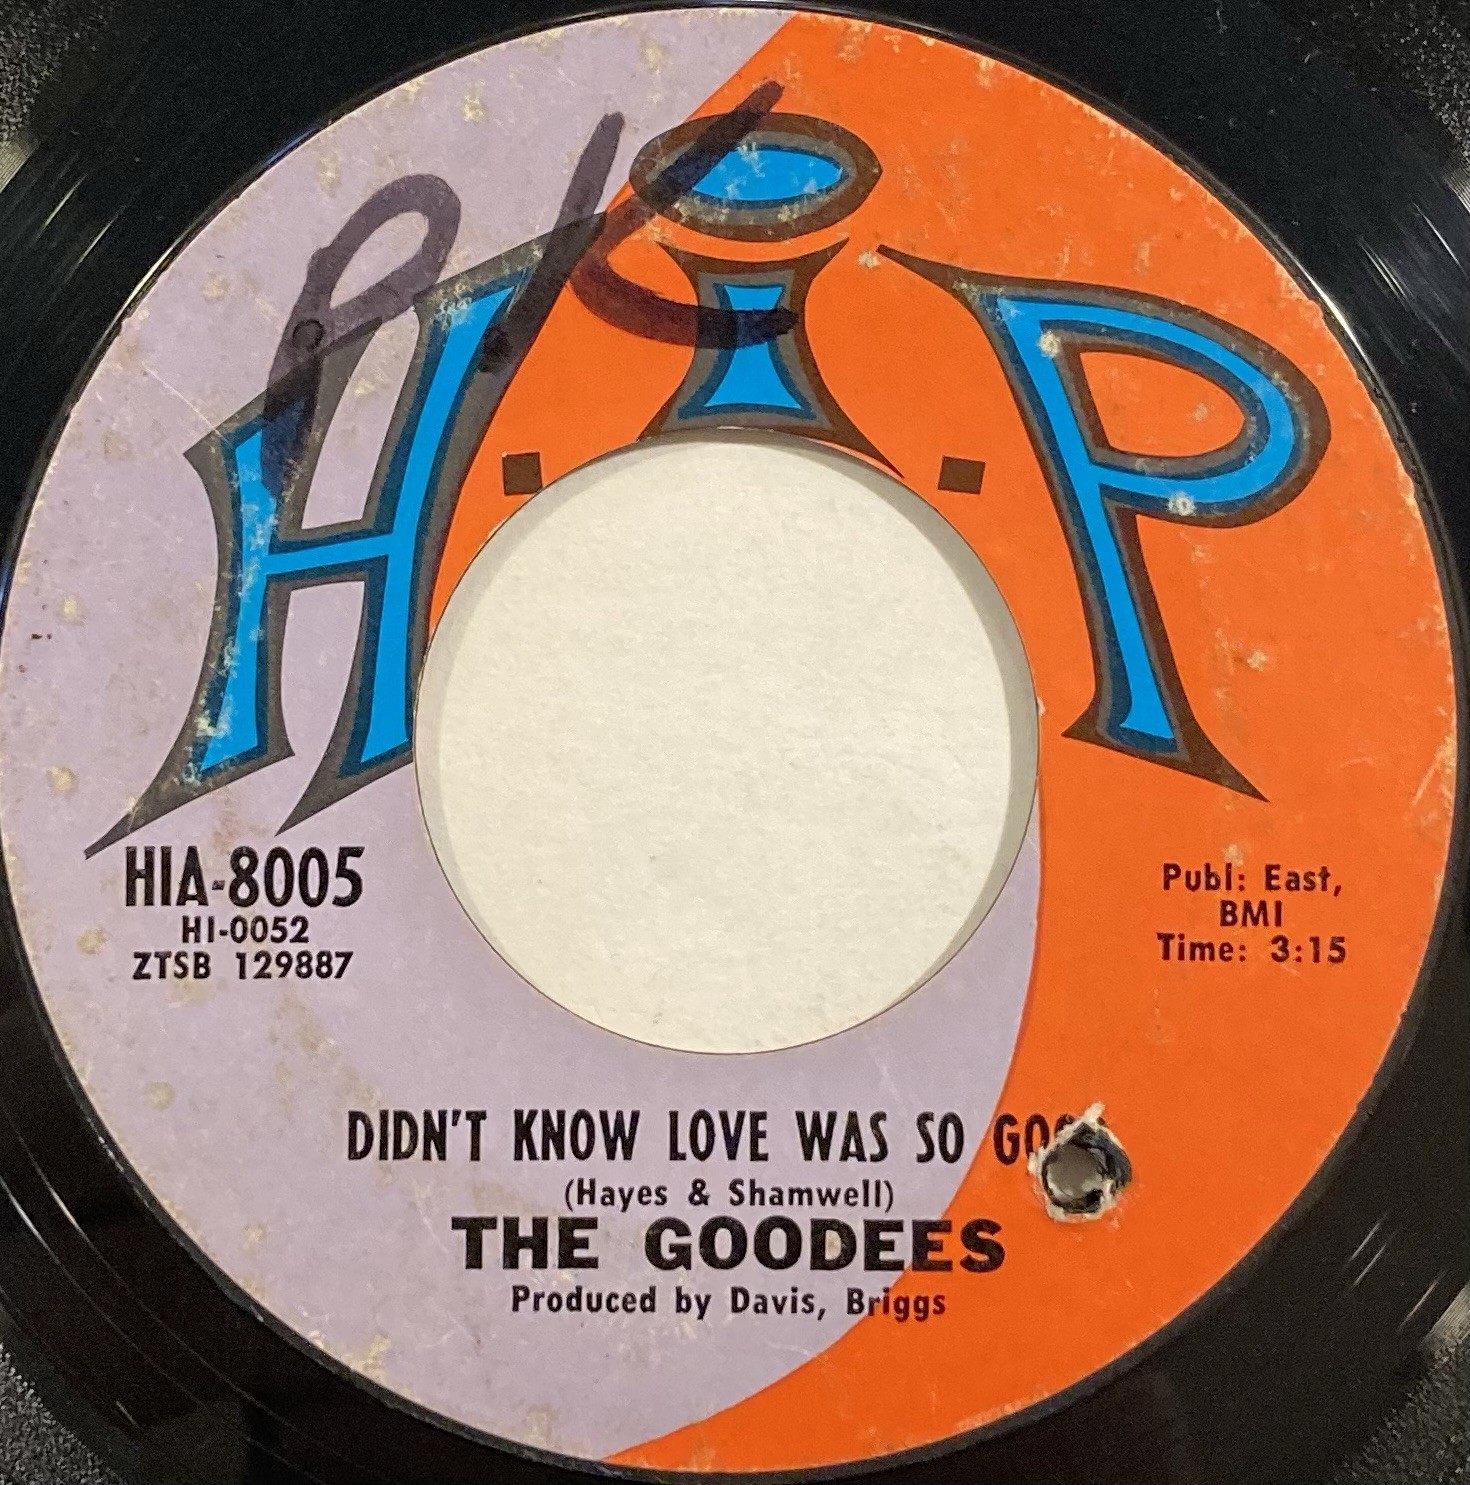 H·i·P
HIA-8005
HI-0052
ZTSB 129887
Publ: East,
BMI
Time: 3:15
DIDN'T KNOW LOVE WAS SO
(Hayes & Shamwell)
THE GOODEES
Produced by Davis, Briggs